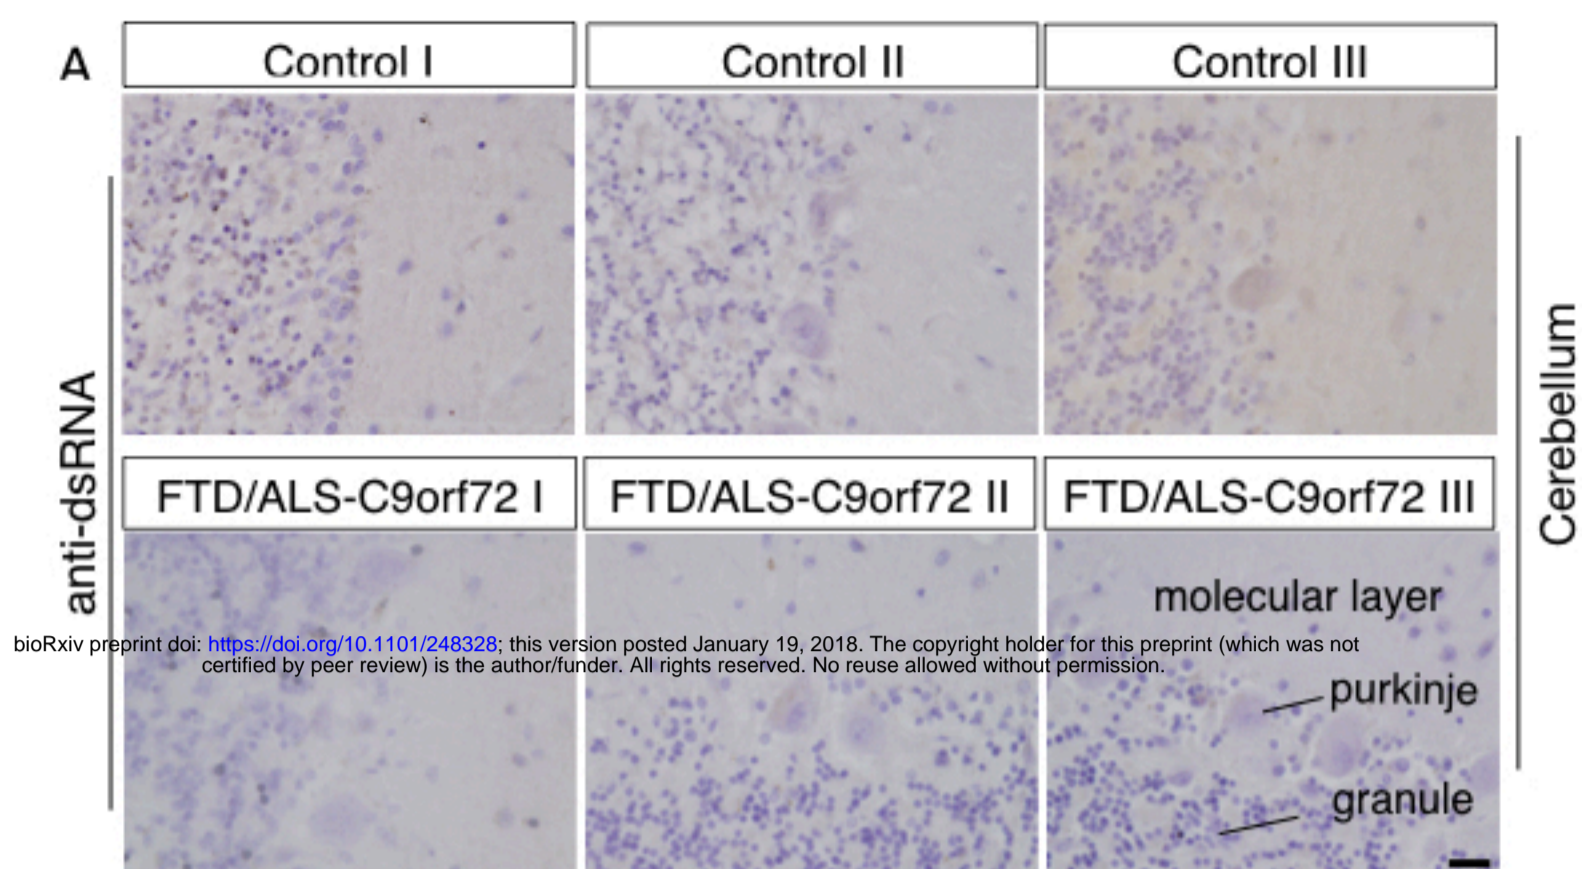 A
Control I
Control II
Control III
anti-dsRNA
Cerebellum
FTD/ALS-C9orf72 I
FTD/ALS-C9orf72 II
FTD/ALS-C9orf72 III
molecular layer
bioRxiv preprint doi: https://doi.org/10.1101/248328; this version posted January 19, 2018. The copyright holder for this preprint (which was not
certified by peer review) is the author/funder. All rights reserved. No reuse allowed without permission.
purkinje
granule